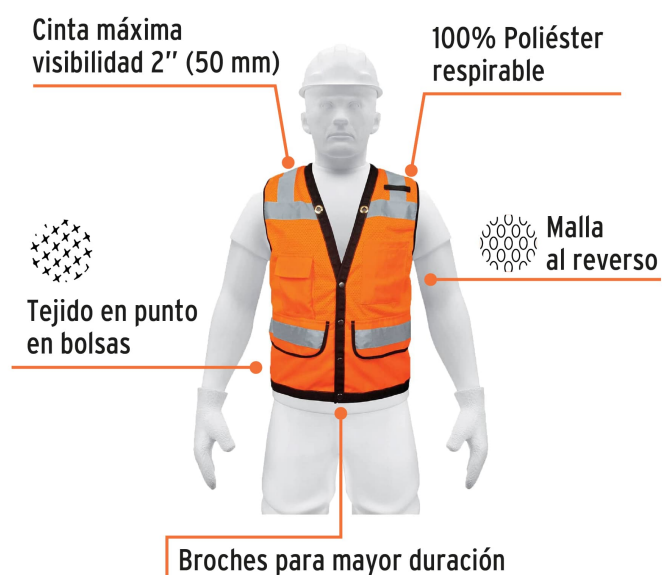 Cinta máxima
visibilidad 2’’ (50 mm)
100% Poliéster
respirable
Malla
al reverso
Tejido en punto
en bolsas
Broches para mayor duración